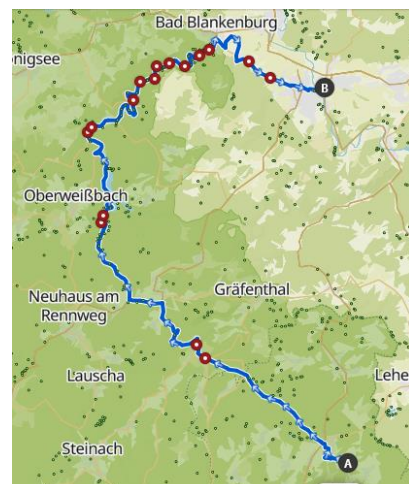 Bad Blankenburg
nigsee
B
Oberweißbach
Gräfenthal
Neuhaus am
Rennweg
Lauscha
Lehe
Steinach
A